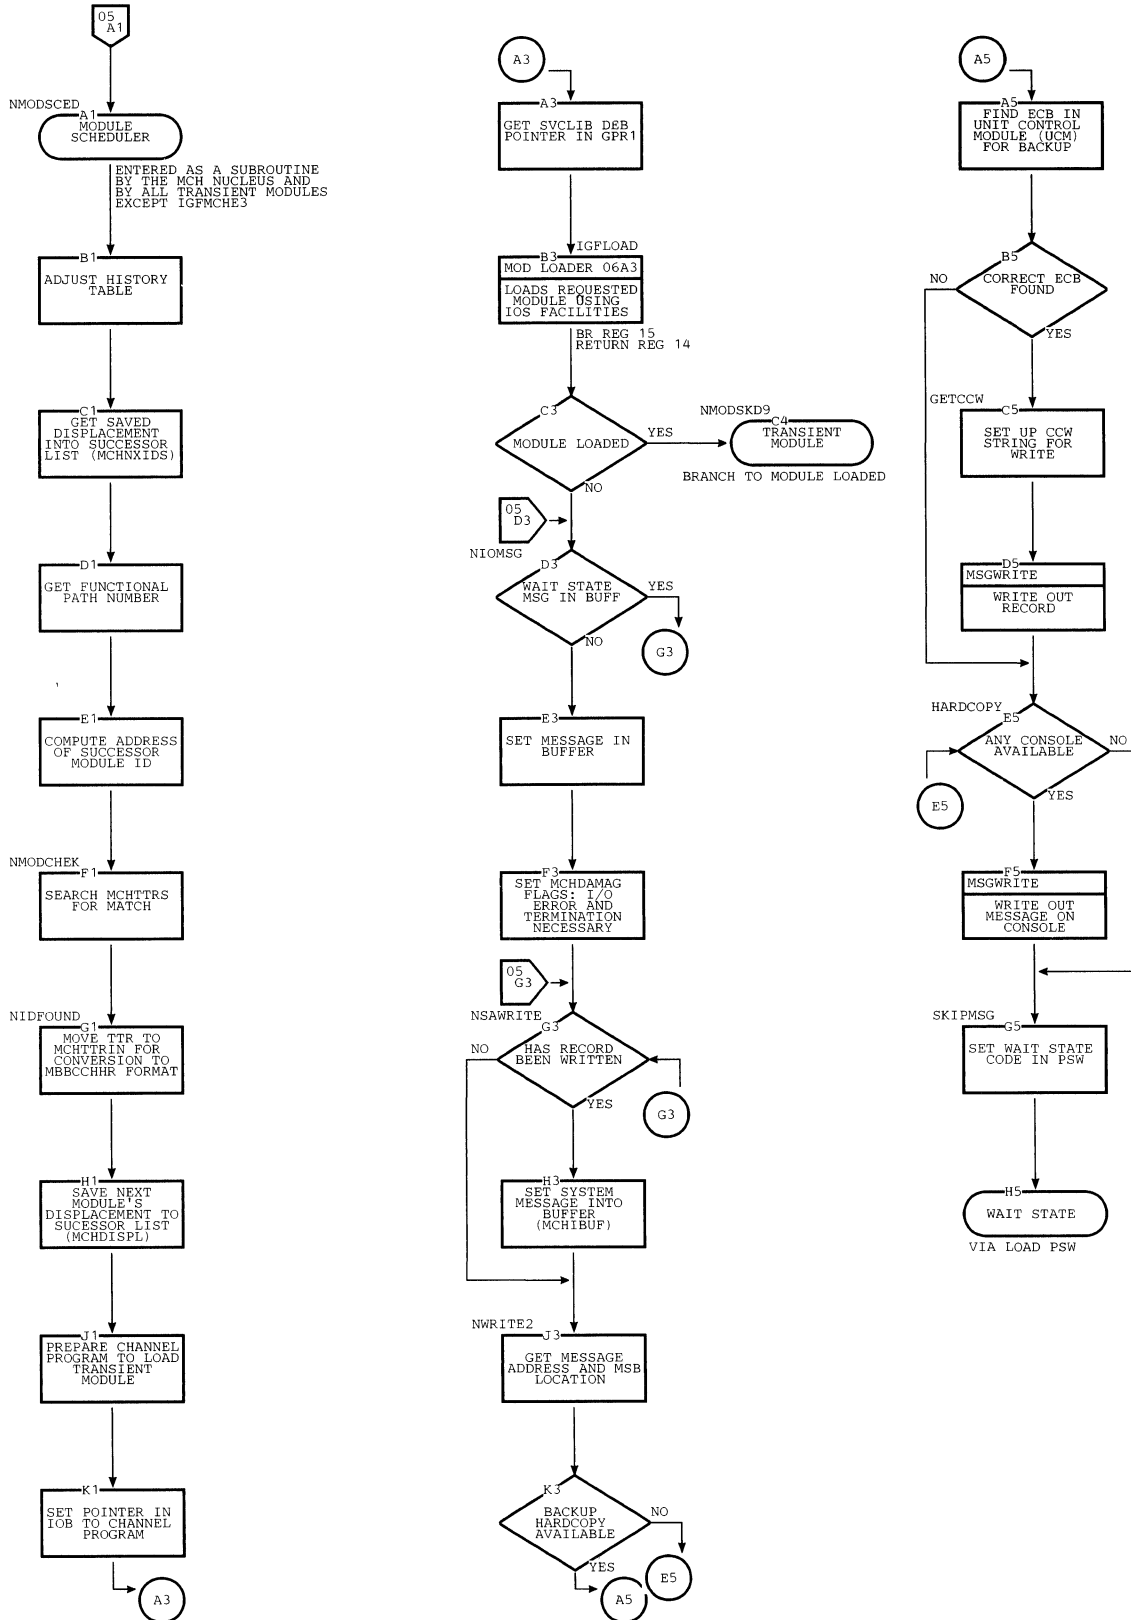 05
A1
NMODSCED
A1
MODULE
SCHEDULER
ENTERED AS A SUBROUTINE
BY THE MCH NUCLEUS AND
BY ALL TRANSIENT MODULES
EXCEPT IGFMCHE3
B1
ADJUST HISTORY
TABLE
C1
GET SAVED
DISPLACEMENT
INTO SUCCESSOR
LIST (MCHNXIDS)
D1
GET FUNCTIONAL
PATH NUMBER
E1
COMPUTE ADDRESS
OF SUCCESSOR
MODULE ID
NMODCHEK
F1
SEARCH MCHTTRS
FOR MATCH
NIDFOUND
G1
MOVE TTR TO
MCHTTRIN FOR
CONVERSION TO
MBBCCHHR FORMAT
H1
SAVE NEXT
MODULE'S
DISPLACEMENT TO
SUCESSOR LIST
(MCHDISPL)
J1
PREPARE CHANNEL
PROGRAM TO LOAD
TRANSIENT
MODULE
K1
SET POINTER IN
IOB TO CHANNEL
PROGRAM
A3
A3
A3
GET SVCLIB DEB
POINTER IN GPR1
IGFLOAD
B3
MOD LOADER 06A3
LOADS REQUESTED
MODULE USING
IOS FACILITIES
BR REG 15
RETURN REG 14
C3
MODULE LOADED
YES
NO
NMODSKD9
C4
TRANSIENT
MODULE
BRANCH TO MODULE LOADED
05
D3
NIOMSG
D3
WAIT STATE
MSG IN BUFF
YES
NO
G3
E3
SET MESSAGE IN
BUFFER
F3
SET MCHDAMAG
FLAGS: I/O
ERROR AND
TERMINATION
NECESSARY
05
G3
NSAWRITE
G3
NO
HAS RECORD
BEEN WRITTEN
YES
G3
H3
SET SYSTEM
MESSAGE INTO
BUFFER
(MCHIBUF)
NWRITE2
J3
GET MESSAGE
ADDRESS AND MSB
LOCATION
K3
BACKUP
HARDCOPY
AVAILABLE
NO
YES
E5
A5
A5
A5
FIND ECB IN
UNIT CONTROL
MODULE (UCM)
FOR BACKUP
B5
NO
CORRECT ECB
FOUND
YES
GETCCW
C5
SET UP CCW
STRING FOR
WRITE
D5
MSGWRITE
WRITE OUT
RECORD
HARDCOPY
E5
ANY CONSOLE
AVAILABLE
NO
YES
E5
F5
MSGWRITE
WRITE OUT
MESSAGE ON
CONSOLE
SKIPMSG
G5
SET WAIT STATE
CODE IN PSW
H5
WAIT STATE
VIA LOAD PSW